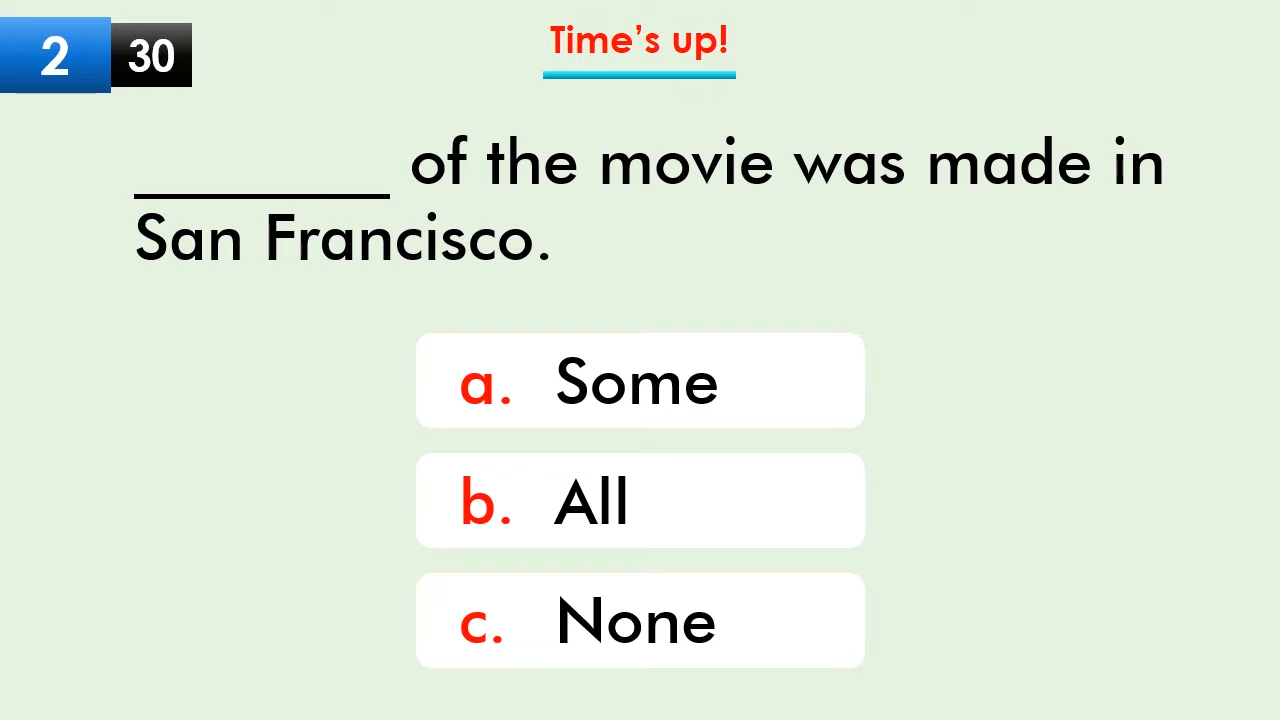 2 30
Time’s up!
________ of the movie was made in
San Francisco.
a. Some
b. All
c. None